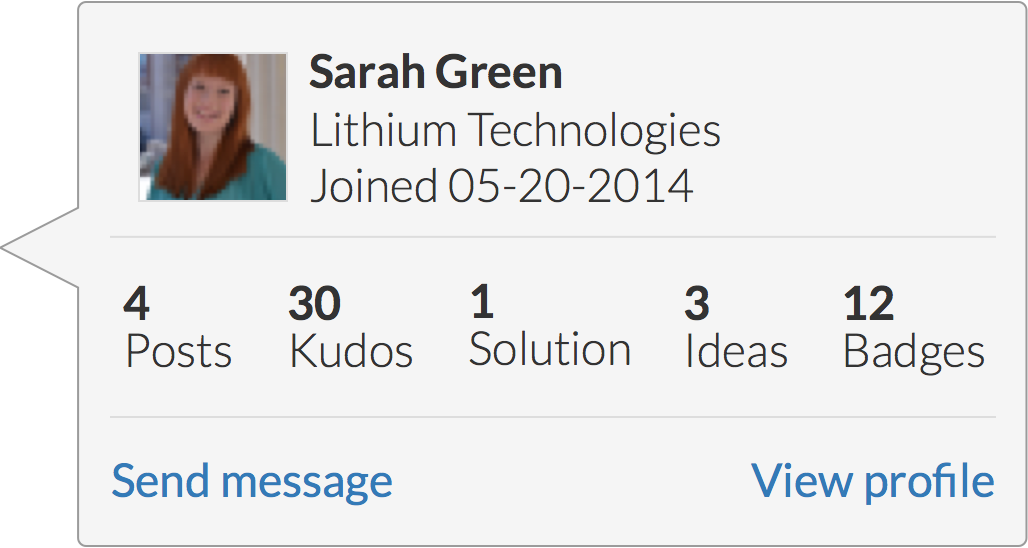 Sarah Green
Lithium Technologies
Joined 05-20-2014
4 30 1 3 12
Posts Kudos Solution Ideas Badges
Send message View profile